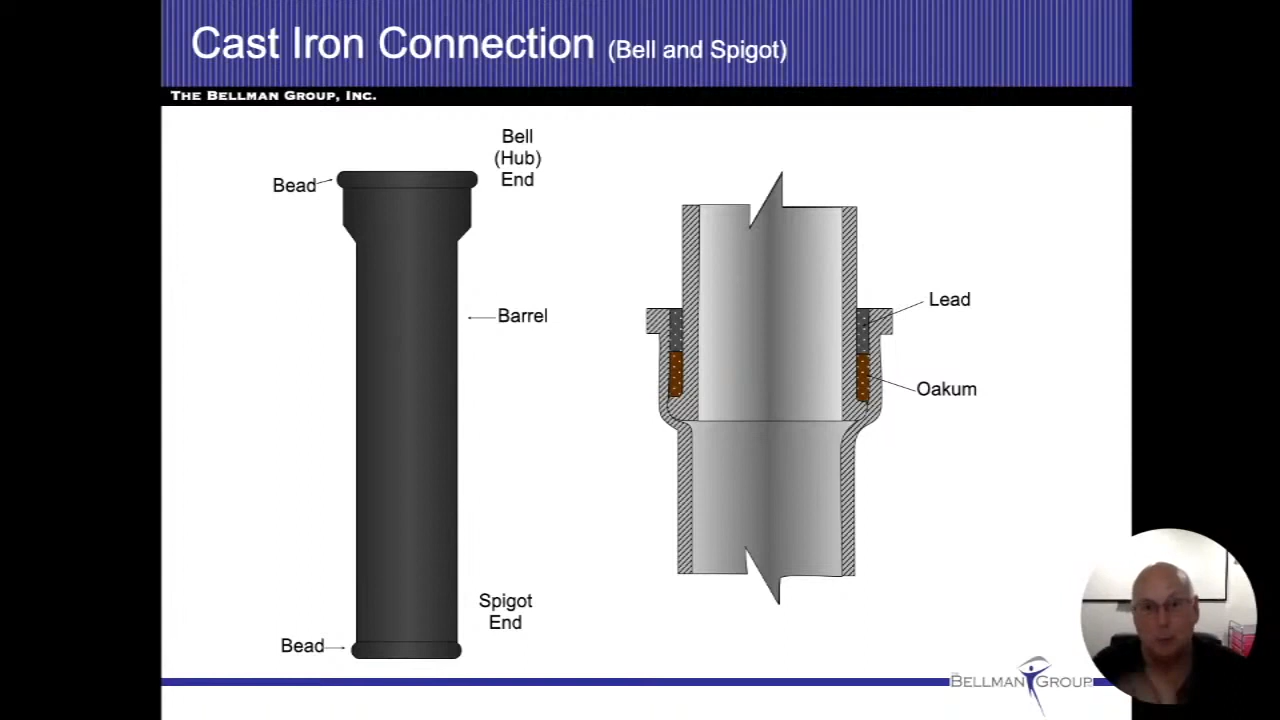 Cast Iron Connection (Bell and Spigot)
THE BELLMAN GROUP, INC.
Bell
(Hub)
End
Bead
Barrel
Spigot
End
Bead
Lead
Oakum
THE
BELLMAN GROUP